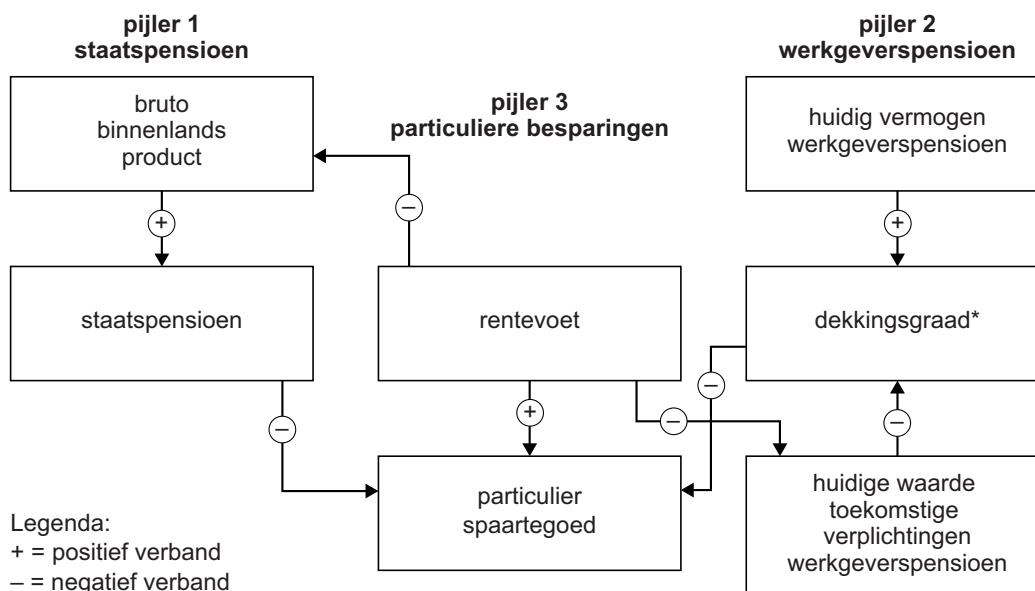 pijler 1
staatspensioen
bruto
binnenlands
product
+
staatspensioen
–
pijler 3
particuliere besparingen
–
rentevoet
+
–
particulier
spaartegoed
pijler 2
werkgeverspensioen
huidig vermogen
werkgeverspensioen
+
dekkingsgraad*
–
–
huidige waarde
toekomstige
verplichtingen
werkgeverspensioen
Legenda:
+ = positief verband
– = negatief verband